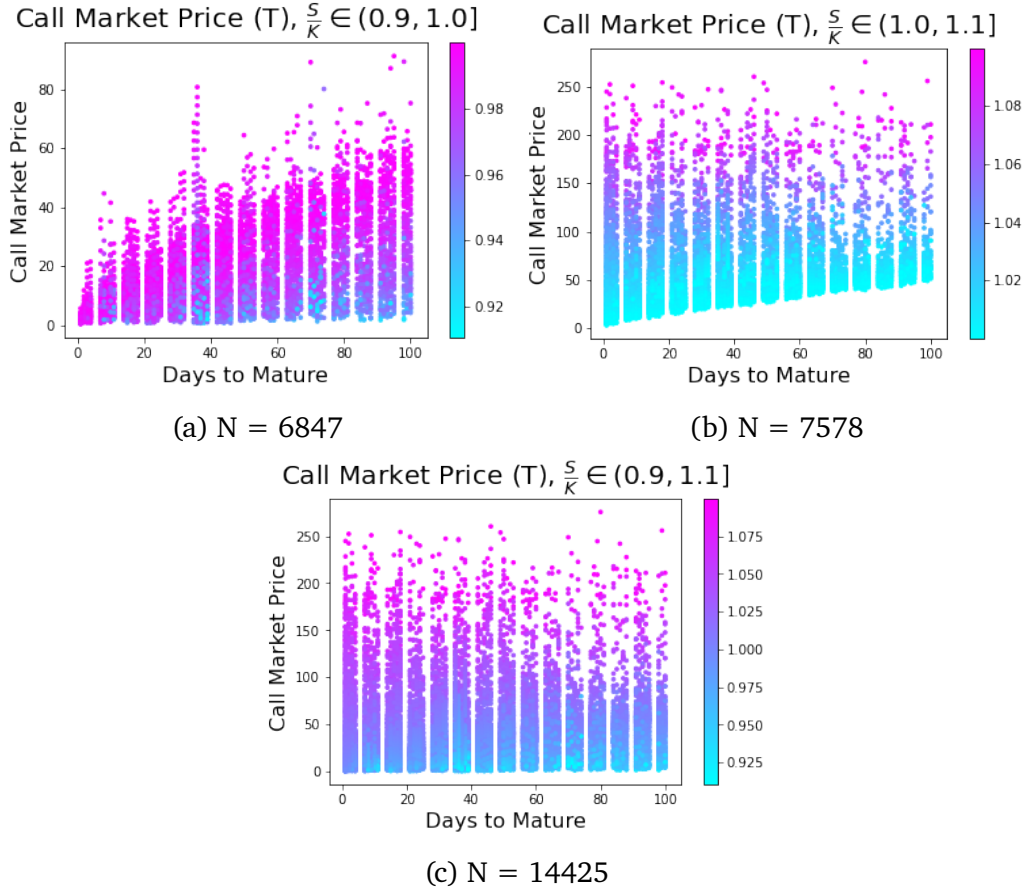 Call Market Price (T), S/K ∈ (0.9, 1.0]
Call Market Price
80
60
40
20
0
0 20 40 60 80 100
Days to Mature
0.98
0.96
0.94
0.92
(a) N = 6847
Call Market Price (T), S/K ∈ (1.0, 1.1]
Call Market Price
250
200
150
100
50
0
0 20 40 60 80 100
Days to Mature
1.08
1.06
1.04
1.02
(b) N = 7578
Call Market Price (T), S/K ∈ (0.9, 1.1]
Call Market Price
250
200
150
100
50
0
0 20 40 60 80 100
Days to Mature
1.075
1.050
1.025
1.000
0.975
0.950
0.925
(c) N = 14425